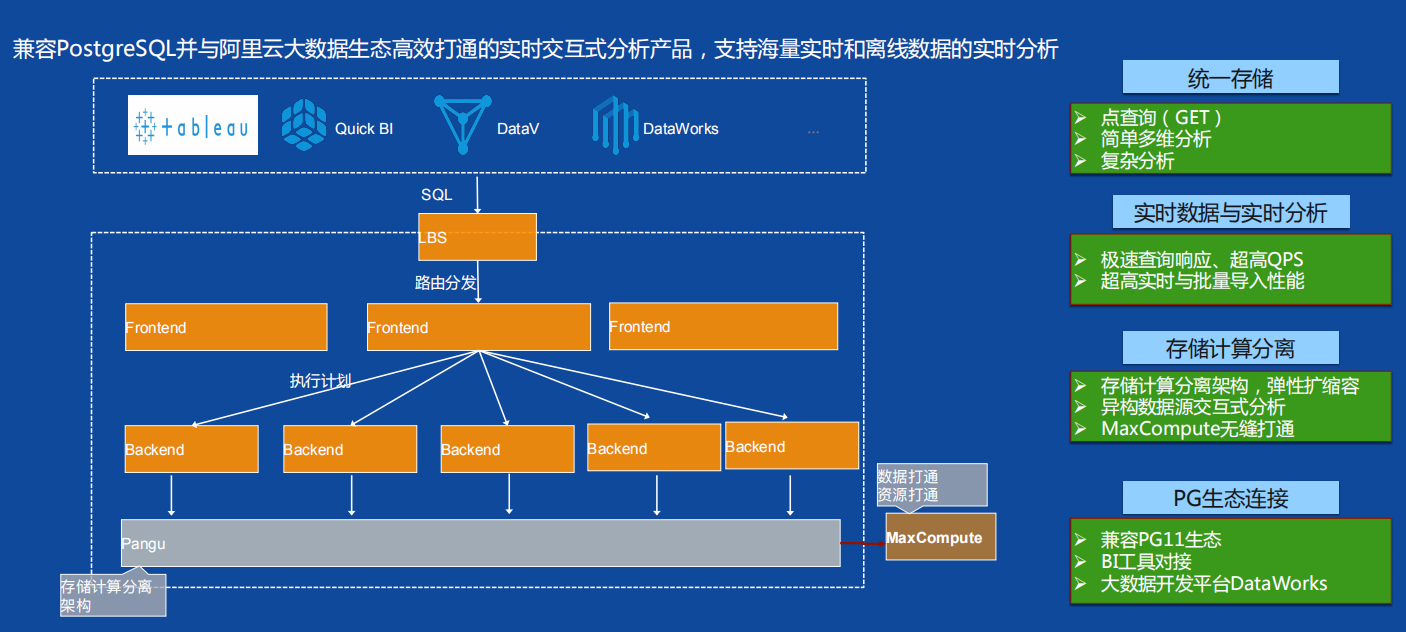 兼容PostgreSQL并与阿里云大数据生态高效打通的实时交互式分析产品，支持海量实时和离线数据的实时分析
tableau
Quick BI
DataV
DataWorks
...
SQL
LBS
路由分发
Frontend
Frontend
Frontend
执行计划
Backend
Backend
Backend
Backend
Backend
Pangu
存储计算分离
架构
数据打通
资源打通
MaxCompute
统一存储
点查询（GET）
简单多维分析
复杂分析
实时数据与实时分析
极速查询响应、超高QPS
超高实时与批量导入性能
存储计算分离
存储计算分离架构，弹性扩缩容
异构数据源交互式分析
MaxCompute无缝打通
PG生态连接
兼容PG11生态
BI工具对接
大数据开发平台DataWorks